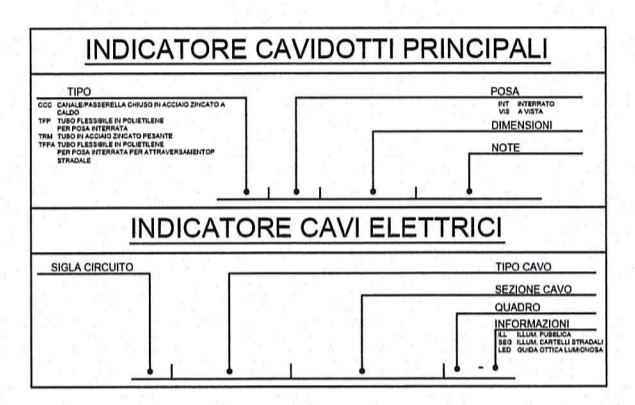 INDICATORE CAVIDOTTI PRINCIPALI
TIPO
CCC CANALE/PASSERELLA CHIUSO IN ACCIAIO ZINCATO A
CALDO
TFP TUBO FLESSIBILE IN POLIETILENE
PER POSA INTERRATA
TRM TUBO IN ACCIAIO ZINCATO PESANTE
TFPA TUBO FLESSIBILE IN POLIETILENE
PER POSA INTERRATA PER ATTRAVERSAMENTOP
STRADALE
POSA
INT INTERRATO
VIS A VISTA
DIMENSIONI
NOTE
INDICATORE CAVI ELETTRICI
SIGLA CIRCUITO
TIPO CAVO
SEZIONE CAVO
QUADRO
INFORMAZIONI
ILL ILLUM. PUBBLICA
SEG ILLUM. CARTELLI STRADALI
LED GUIDA OTTICA LUMIONOSA
-